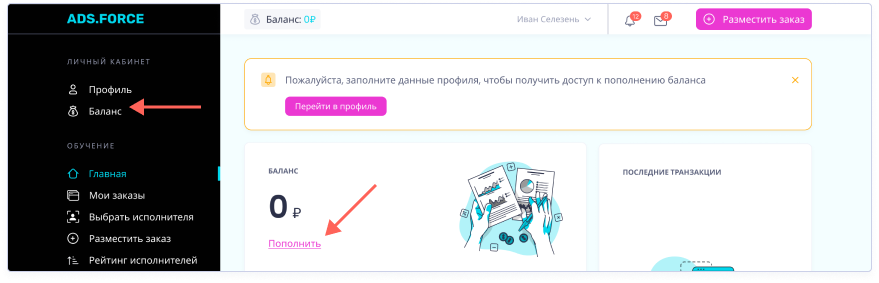 ADS.FORCE
Баланс: 0₽
Иван Селезень
12
8
Разместить заказ
ЛИЧНЫЙ КАБИНЕТ
Профиль
Баланс
ОБУЧЕНИЕ
Главная
Мои заказы
Выбрать исполнителя
Разместить заказ
Рейтинг исполнителей
Пожалуйста, заполните данные профиля, чтобы получить доступ к пополнению баланса
Перейти в профиль
БАЛАНС
0 ₽
Пополнить
ПОСЛЕДНИЕ ТРАНЗАКЦИИ